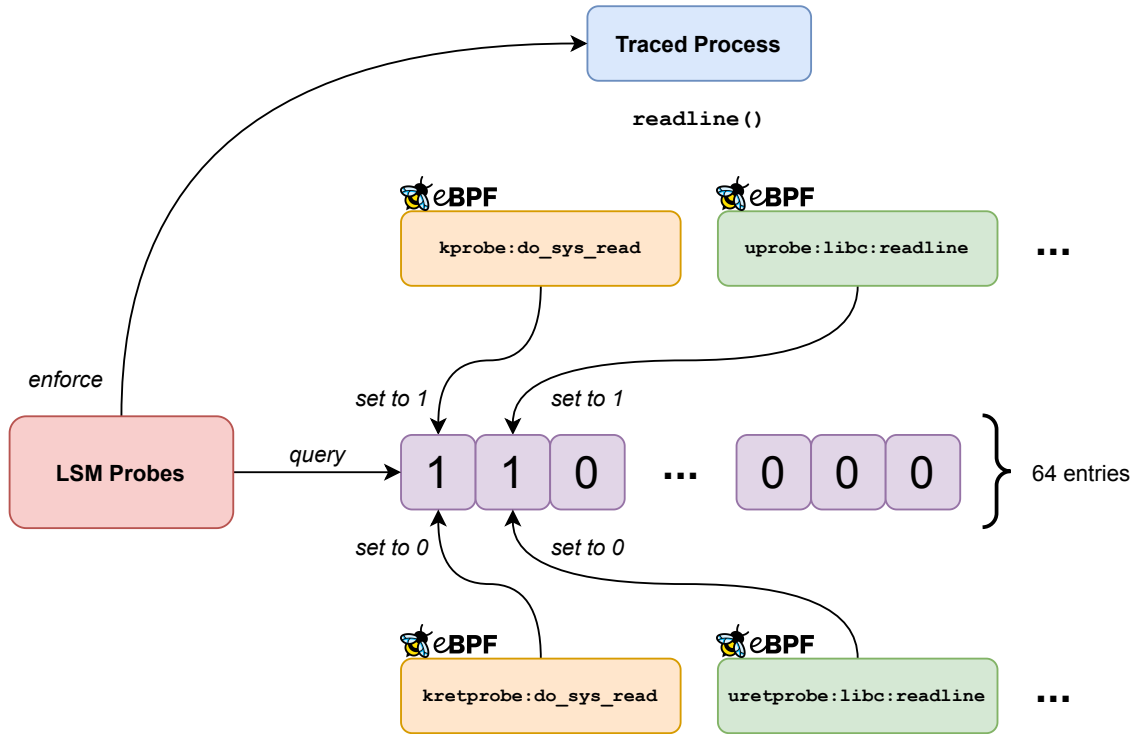 Traced Process
readline()
eBPF
eBPF
kprobe:do_sys_read
uprobe:libc:readline
...
enforce
set to 1
set to 1
LSM Probes
query
1 1 0 ... 0 0 0
64 entries
set to 0
set to 0
eBPF
eBPF
kretprobe:do_sys_read
uretprobe:libc:readline
...